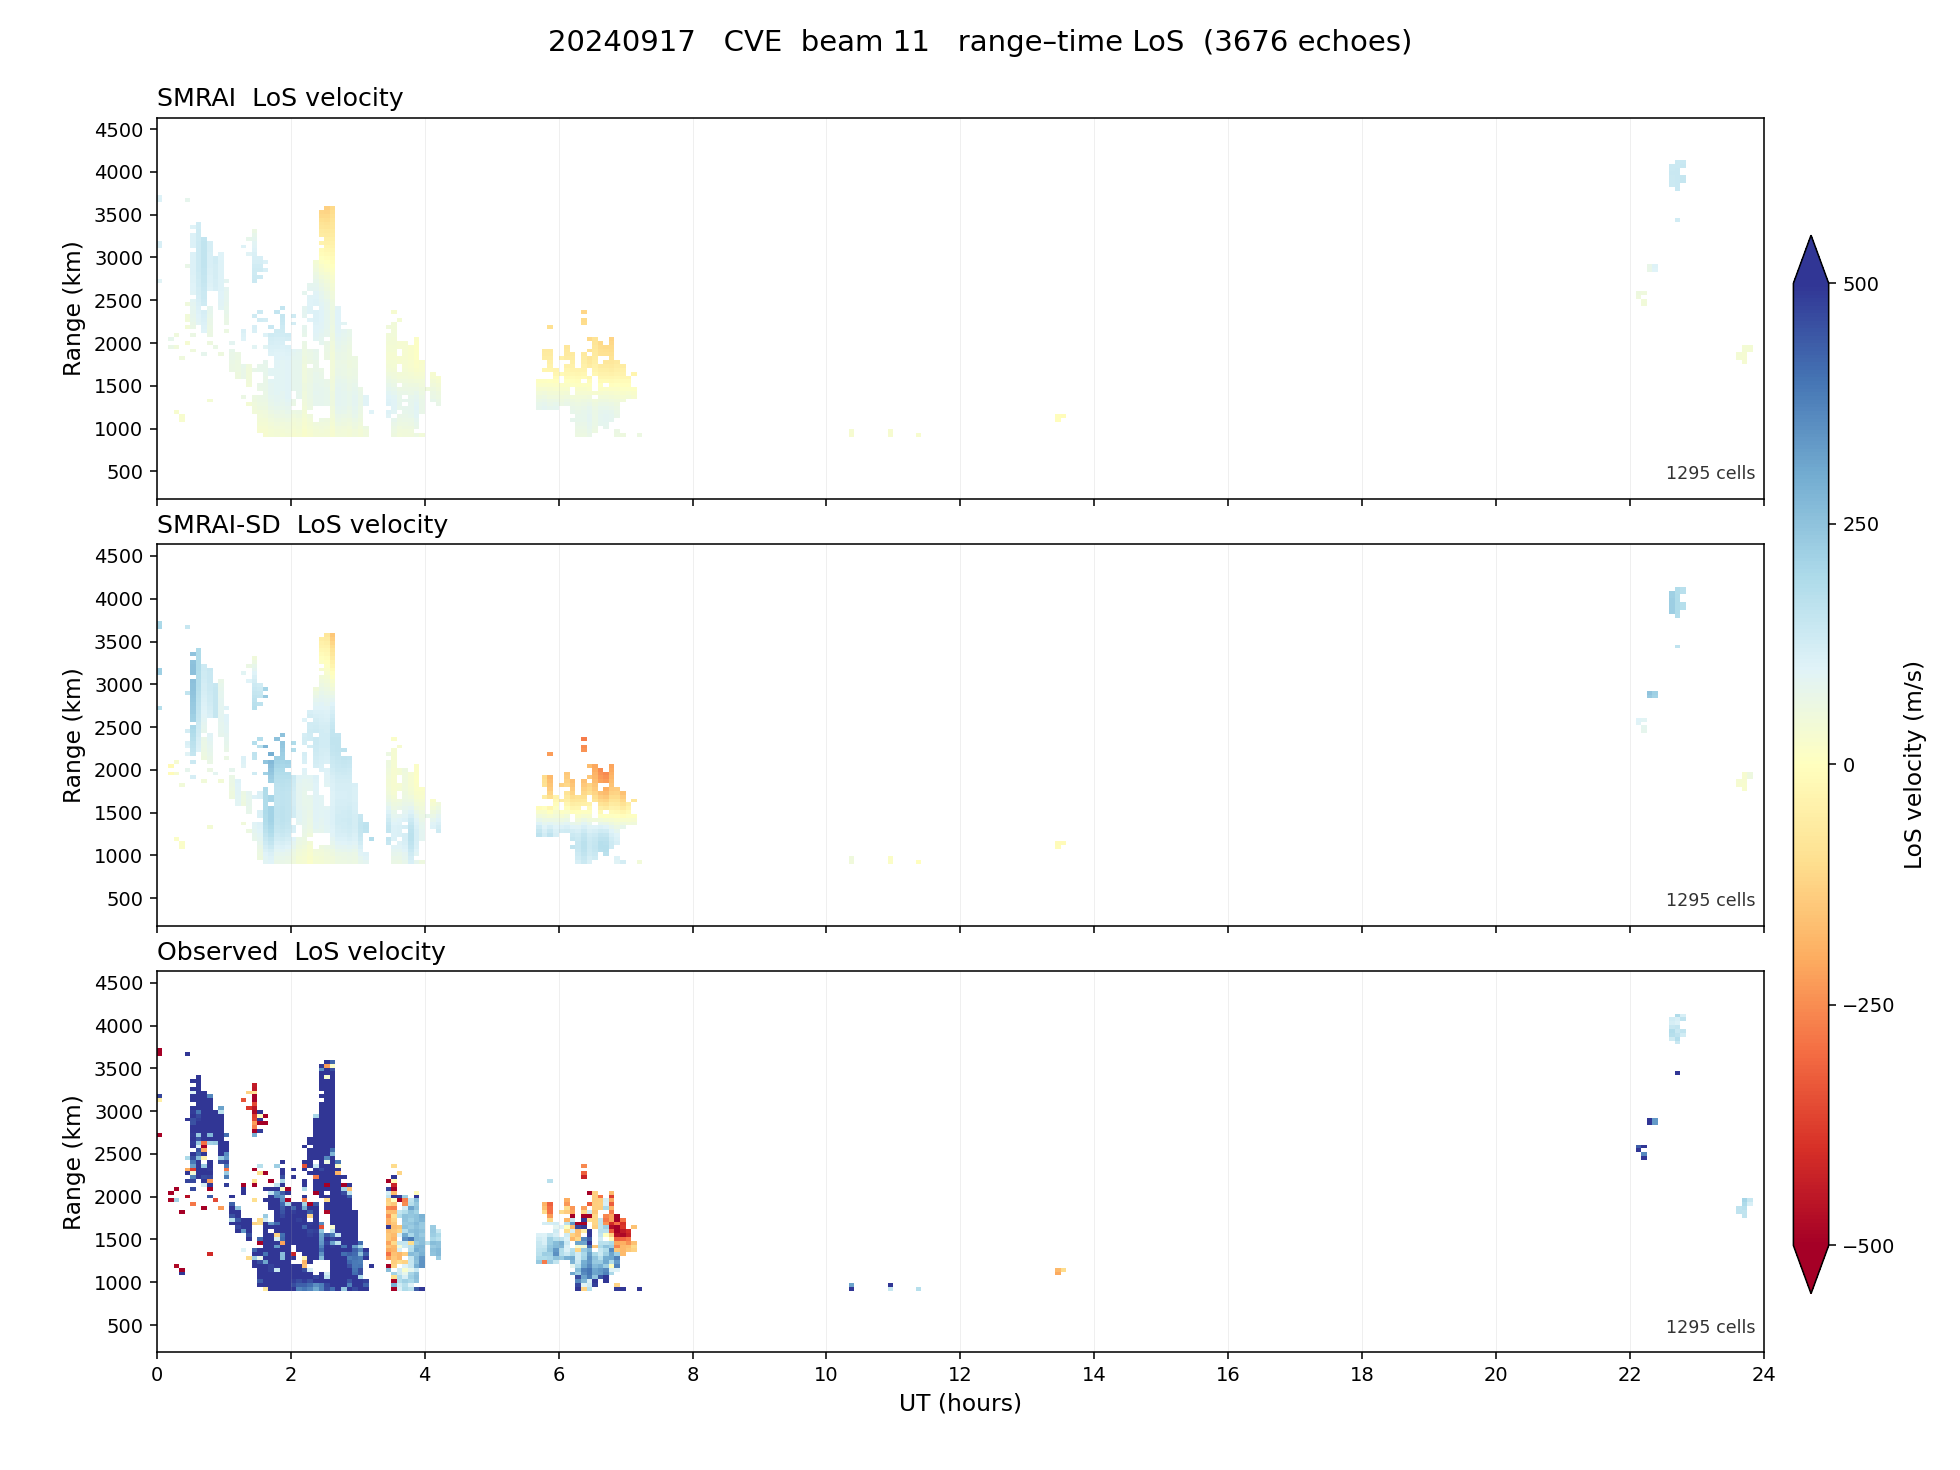 20240917   CVE  beam 11   range–time LoS  (3676 echoes)
SMRAI  LoS velocity
4500
4000
3500
3000
2500
2000
1500
1000
500
Range (km)
1295 cells
SMRAI-SD  LoS velocity
4500
4000
3500
3000
2500
2000
1500
1000
500
Range (km)
1295 cells
Observed  LoS velocity
4500
4000
3500
3000
2500
2000
1500
1000
500
Range (km)
1295 cells
0 2 4 6 8 10 12 14 16 18 20 22 24
UT (hours)
500
250
0
−250
−500
LoS velocity (m/s)